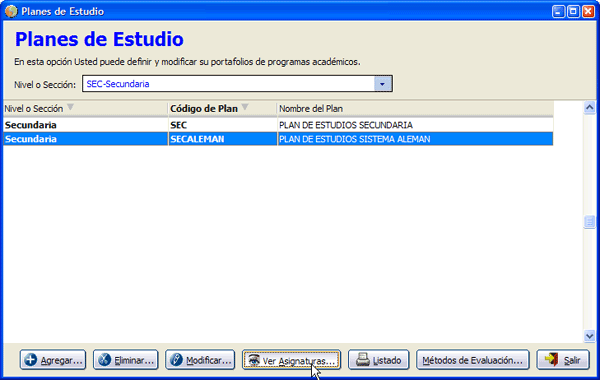 Planes de Estudio
Planes de Estudio
En esta opción Usted puede definir y modificar su portafolios de programas académicos.
Nivel o Sección: SEC-Secundaria
Nivel o Sección Código de Plan Nombre del Plan
Secundaria SEC PLAN DE ESTUDIOS SECUNDARIA
Secundaria SECALEMAN PLAN DE ESTUDIOS SISTEMA ALEMAN
Agregar... Eliminar... Modificar... Ver Asignaturas... Listado Métodos de Evaluación... Salir